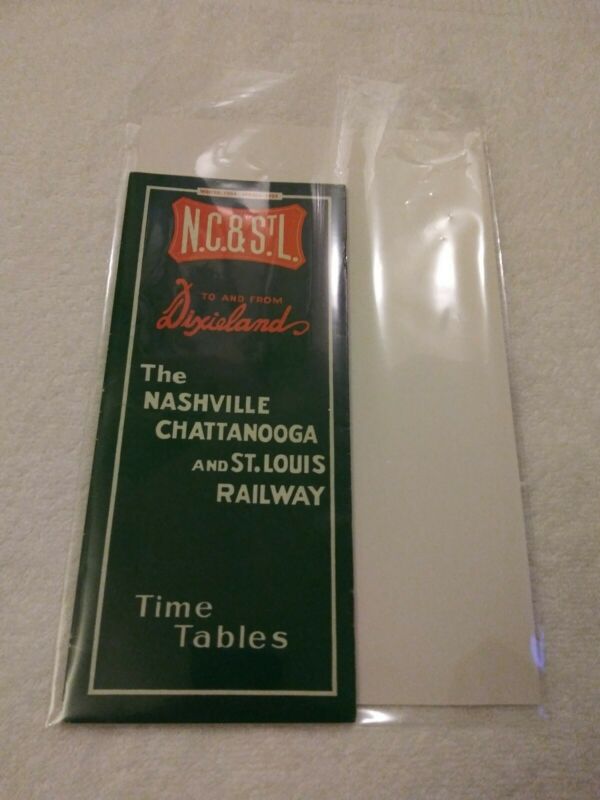 N.C.&ST.L.
TO AND FROM
Dixieland
The
NASHVILLE
CHATTANOOGA
AND ST. LOUIS
RAILWAY
Time
Tables